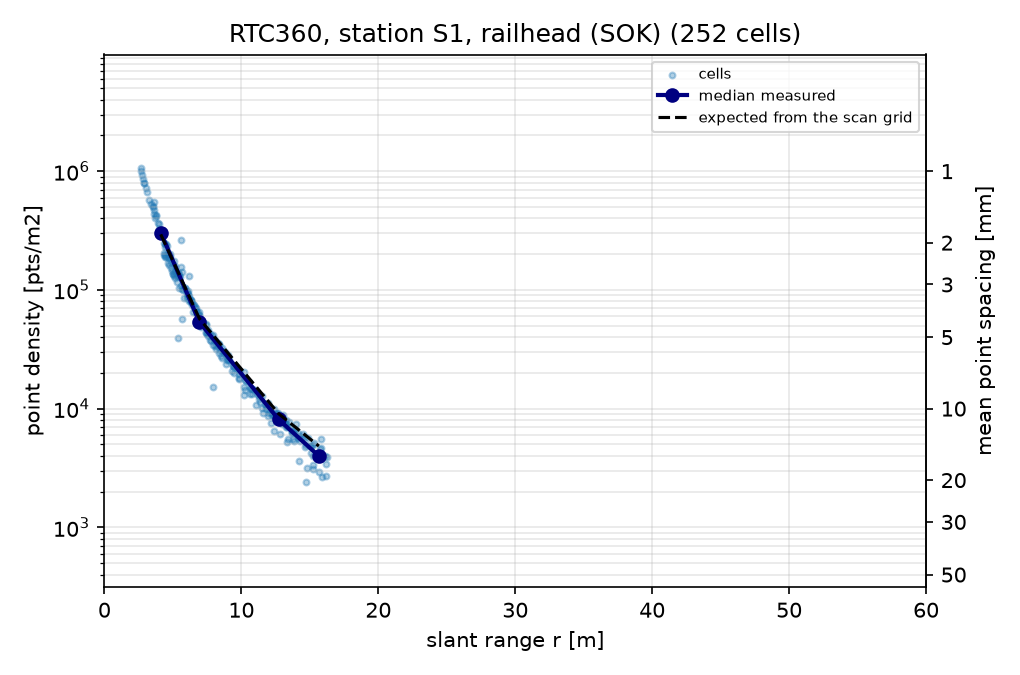 RTC360, station S1, railhead (SOK) (252 cells)
cells
median measured
expected from the scan grid
point density [pts/m2]
10^6
10^5
10^4
10^3
1
2
3
5
10
20
30
50
mean point spacing [mm]
0 10 20 30 40 50 60
slant range r [m]